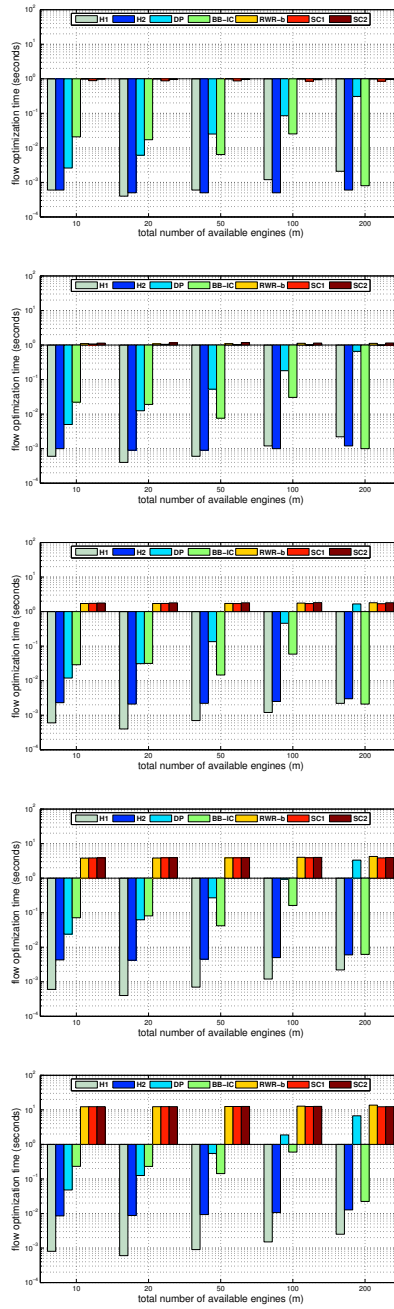 10²
H1 H2 DP BB−IC RWR−b SC1 SC2
10¹
10⁰
10⁻¹
10⁻²
10⁻³
10⁻⁴
flow optimization time (seconds)
10 20 50 100 200
total number of available engines (m)
10²
H1 H2 DP BB−IC RWR−b SC1 SC2
10¹
10⁰
10⁻¹
10⁻²
10⁻³
10⁻⁴
flow optimization time (seconds)
10 20 50 100 200
total number of available engines (m)
10²
H1 H2 DP BB−IC RWR−b SC1 SC2
10¹
10⁰
10⁻¹
10⁻²
10⁻³
10⁻⁴
flow optimization time (seconds)
10 20 50 100 200
total number of available engines (m)
10²
H1 H2 DP BB−IC RWR−b SC1 SC2
10¹
10⁰
10⁻¹
10⁻²
10⁻³
10⁻⁴
flow optimization time (seconds)
10 20 50 100 200
total number of available engines (m)
10²
H1 H2 DP BB−IC RWR−b SC1 SC2
10¹
10⁰
10⁻¹
10⁻²
10⁻³
10⁻⁴
flow optimization time (seconds)
10 20 50 100 200
total number of available engines (m)